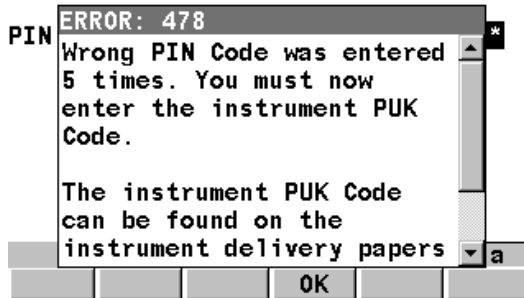 ERROR: 478
PIN
*
Wrong PIN Code was entered
5 times. You must now
enter the instrument PUK
Code.
The instrument PUK Code
can be found on the
instrument delivery papers
a
OK